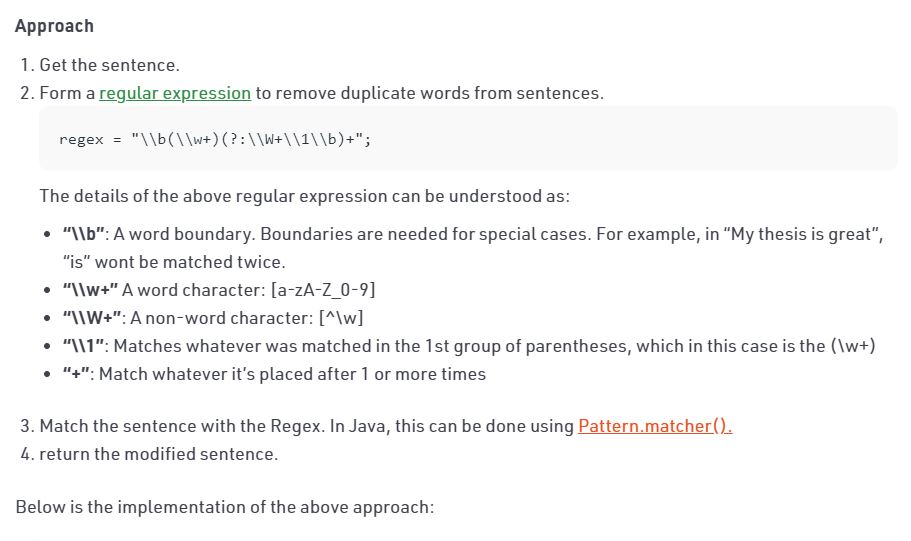 Approach
1. Get the sentence.
2. Form a regular expression to remove duplicate words from sentences.
regex = "\\b(\\w+)(?:\\W+\\1\\b)+";
The details of the above regular expression can be understood as:
• “\\b”: A word boundary. Boundaries are needed for special cases. For example, in “My thesis is great”,
“is” wont be matched twice.
• “\\w+” A word character: [a-zA-Z_0-9]
• “\\W+”: A non-word character: [^\w]
• “\\1”: Matches whatever was matched in the 1st group of parentheses, which in this case is the (\w+)
• “+”: Match whatever it’s placed after 1 or more times
3. Match the sentence with the Regex. In Java, this can be done using Pattern.matcher().
4. return the modified sentence.
Below is the implementation of the above approach: